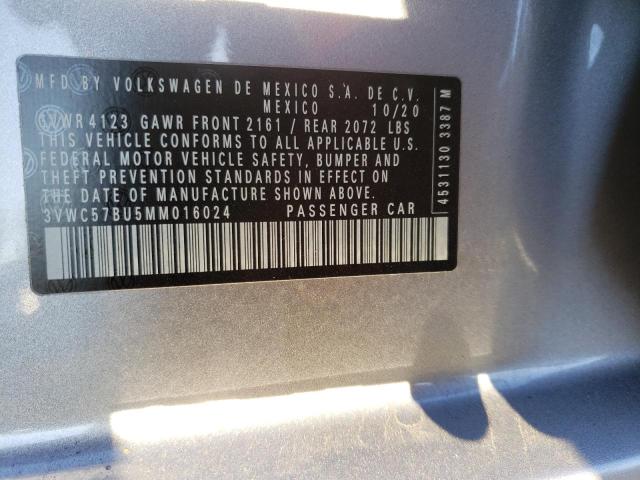 MFD BY VOLKSWAGEN DE MEXICO S.A. DE C.V.
MEXICO 10/20
GVWR 4123 GAWR FRONT 2161 / REAR 2072 LBS
THIS VEHICLE CONFORMS TO ALL APPLICABLE U.S.
FEDERAL MOTOR VEHICLE SAFETY, BUMPER AND
THEFT PREVENTION STANDARDS IN EFFECT ON
THE DATE OF MANUFACTURE SHOWN ABOVE.
3VWC57BU5MM016024 PASSENGER CAR
4531130 3387 M